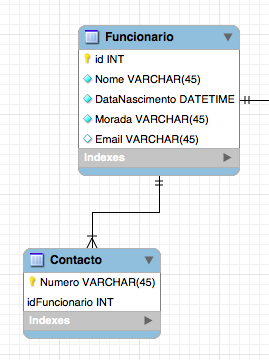 Funcionario
id INT
Nome VARCHAR(45)
DataNascimento DATETIME
Morada VARCHAR(45)
Email VARCHAR(45)
Indexes
Contacto
Numero VARCHAR(45)
idFuncionario INT
Indexes